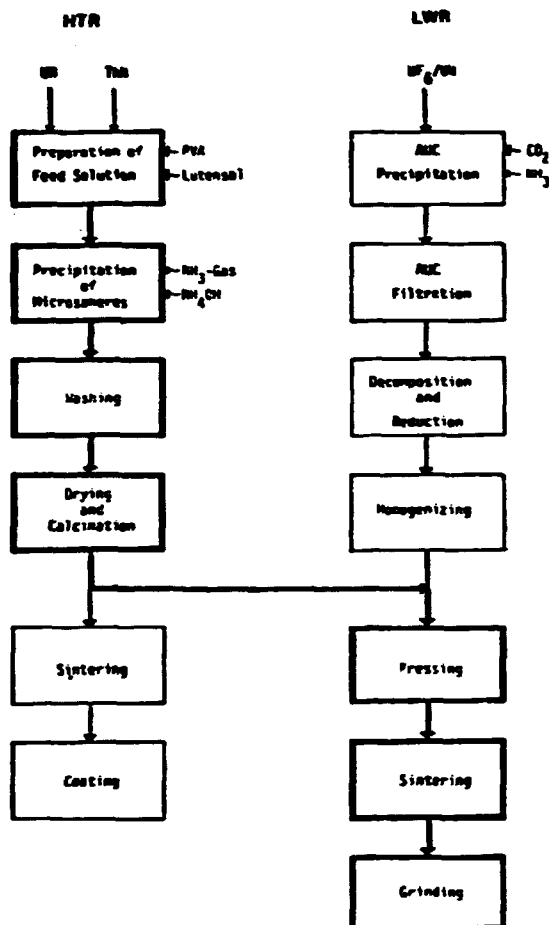 HTR
LWR
UN
ThN
UF6/UN
Preparation of
Feed Solution
PVA
Lutensol
AUC
Precipitation
CO2
NH3
Precipitation
of
Microspheres
NH3-Gas
NH4OH
AUC
Filtration
Washing
Decomposition
and
Reduction
Drying
and
Calcination
Homogenizing
Sintering
Pressing
Coating
Sintering
Grinding